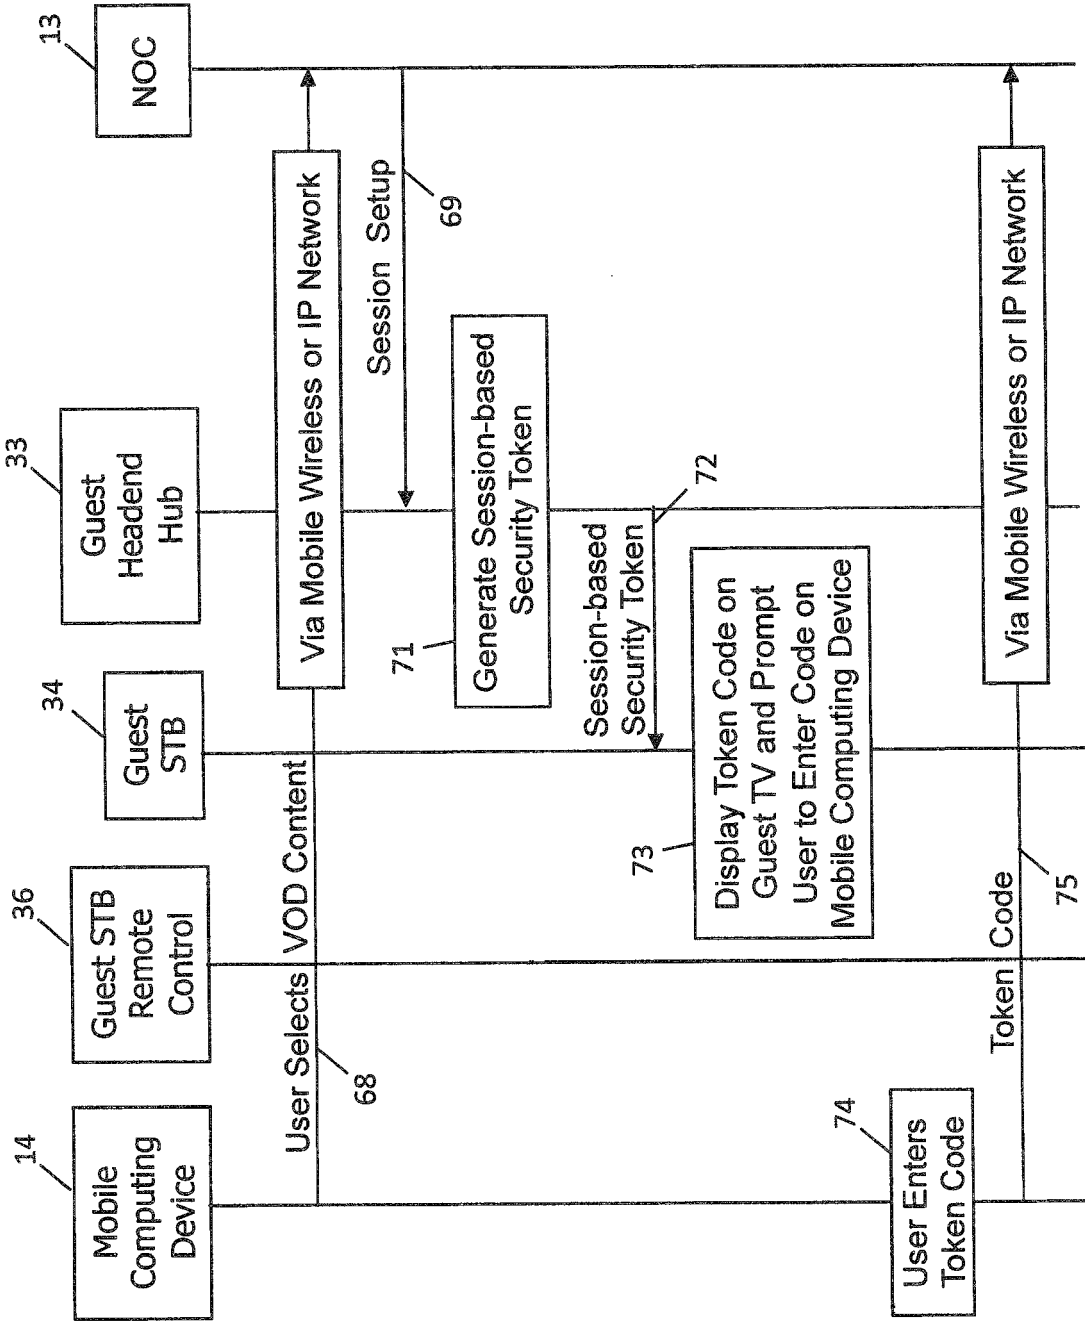 14
Mobile
Computing
Device
36
Guest STB
Remote
Control
34
Guest
STB
33
Guest
Headend
Hub
13
NOC
User Selects VOD Content
68
Via Mobile Wireless or IP Network
Session Setup
69
71
Generate Session-based
Security Token
Session-based
Security Token
72
73
Display Token Code on
Guest TV and Prompt
User to Enter Code on
Mobile Computing Device
74
User Enters
Token Code
Token Code
75
Via Mobile Wireless or IP Network